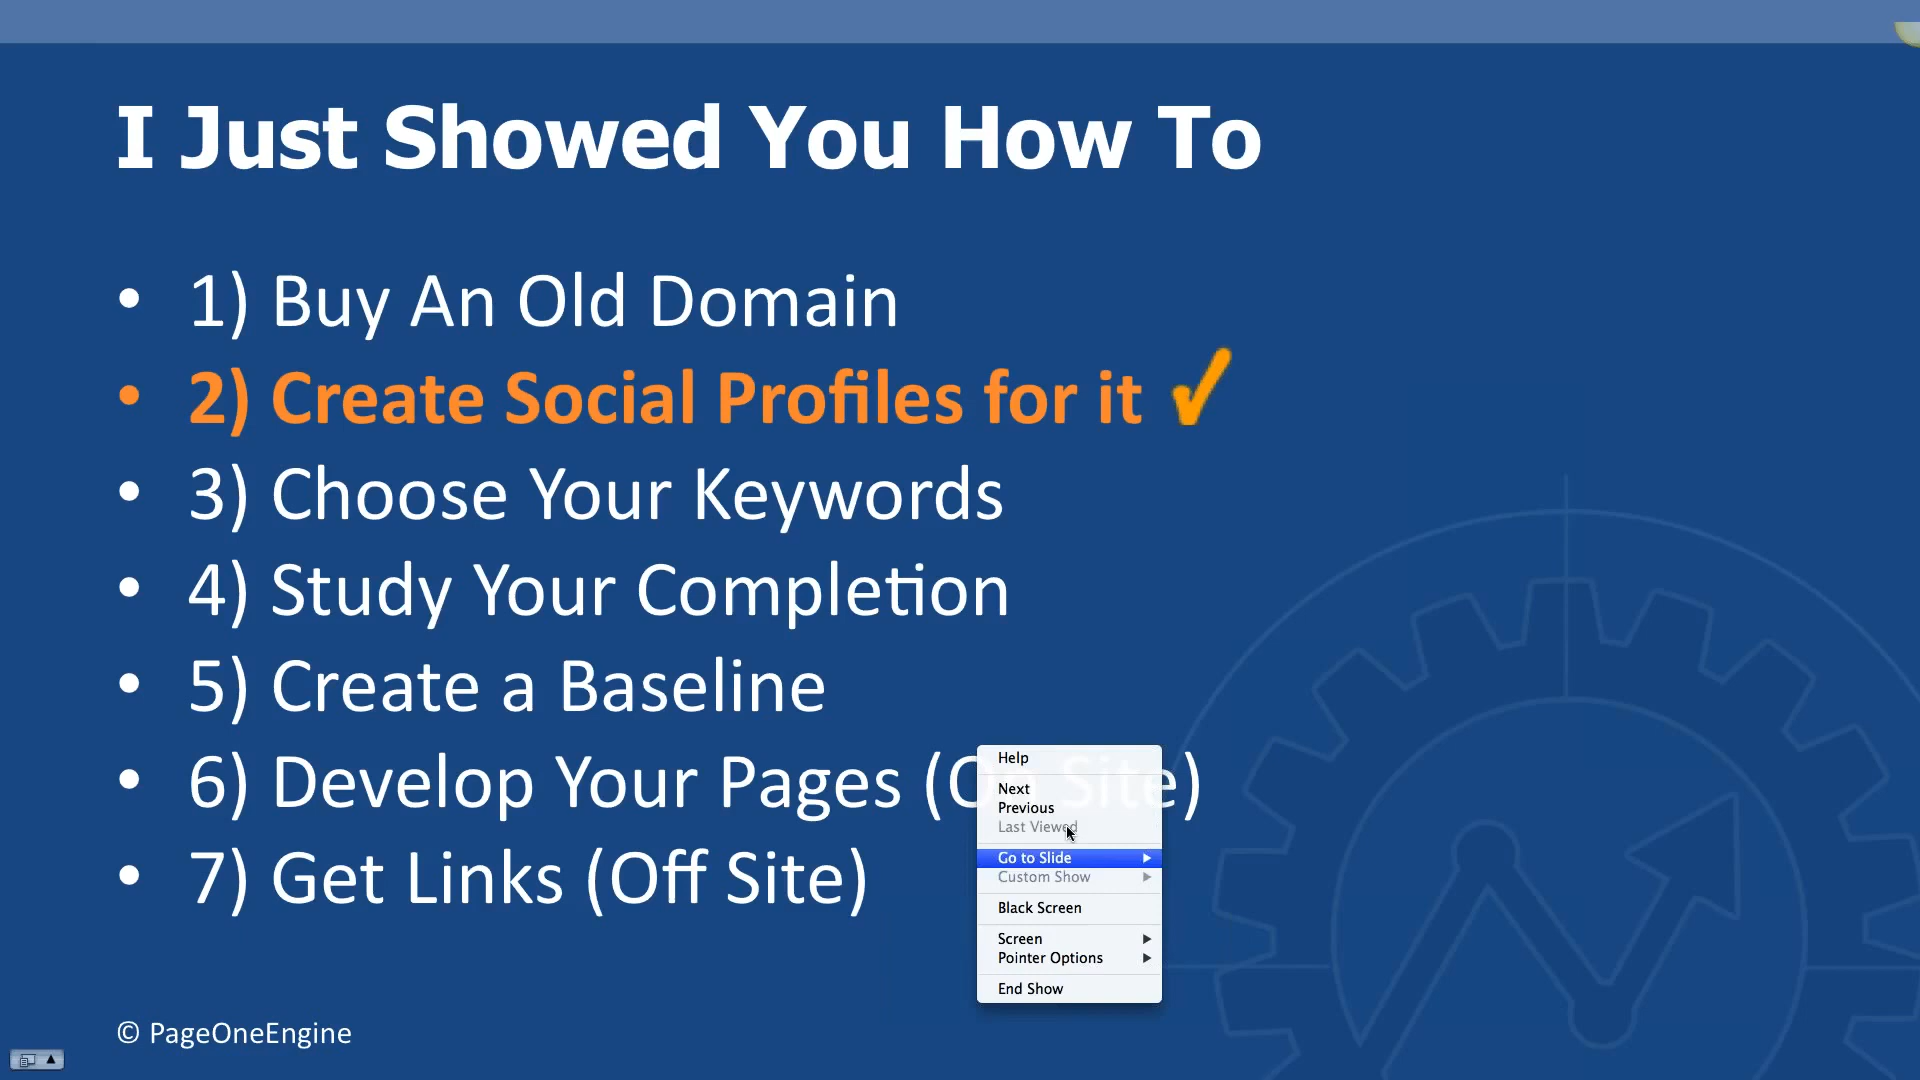 I Just Showed You How To
• 1) Buy An Old Domain
• 2) Create Social Profiles for it ✓
• 3) Choose Your Keywords
• 4) Study Your Completion
• 5) Create a Baseline
• 6) Develop Your Pages (On Site)
• 7) Get Links (Off Site)
Help
Next
Previous
Last Viewed
Go to Slide
Custom Show
Black Screen
Screen
Pointer Options
End Show
© PageOneEngine